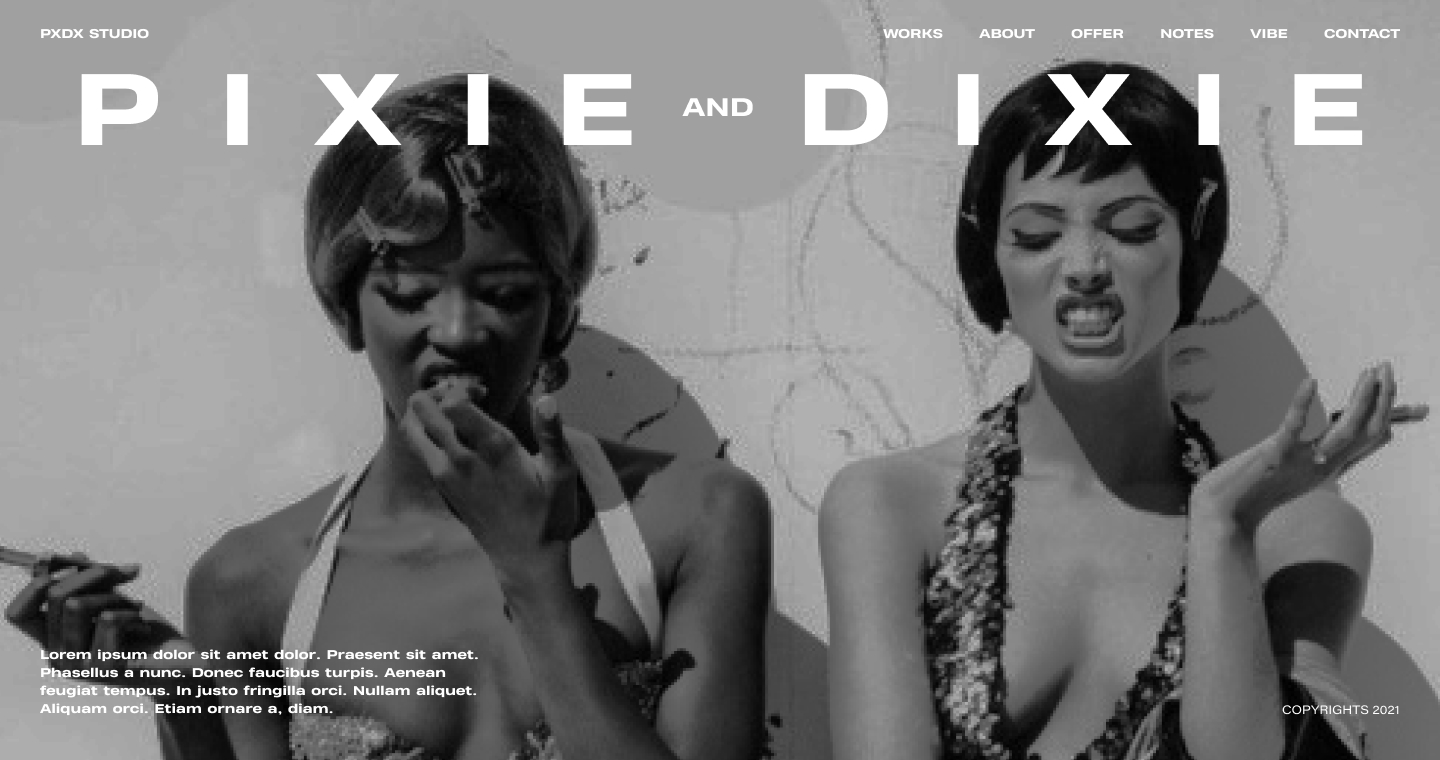 PXDX STUDIO
WORKS ABOUT OFFER NOTES VIBE CONTACT
PIXIE AND DIXIE
Lorem ipsum dolor sit amet dolor. Praesent sit amet.
Phasellus a nunc. Donec faucibus turpis. Aenean
feugiat tempus. In justo fringilla orci. Nullam aliquet.
Aliquam orci. Etiam ornare a, diam.
COPYRIGHTS 2021